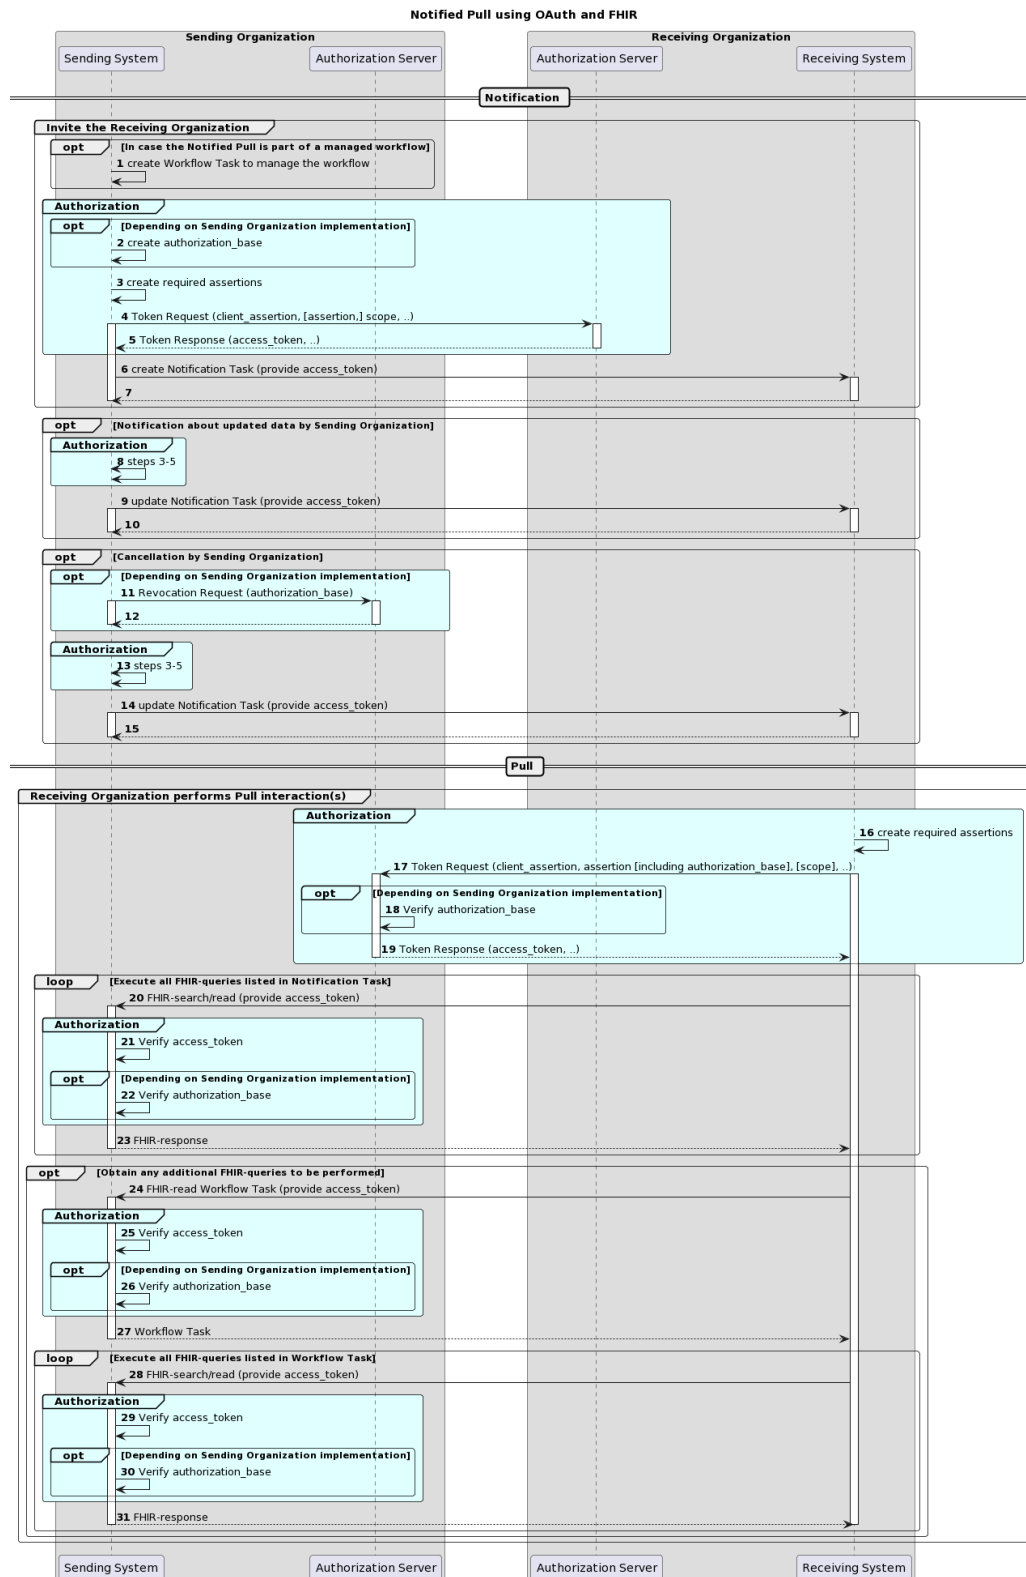 Notified Pull using OAuth and FHIR
Sending Organization
Receiving Organization
Sending System
Authorization Server
Authorization Server
Receiving System
Notification
Invite the Receiving Organization
opt [In case the Notified Pull is part of a managed workflow]
1 create Workflow Task to manage the workflow
Authorization
opt [Depending on Sending Organization implementation]
2 create authorization_base
3 create required assertions
4 Token Request (client_assertion, [assertion,] scope, ..)
5 Token Response (access_token, ..)
6 create Notification Task (provide access_token)
7
opt [Notification about updated data by Sending Organization]
Authorization
8 steps 3-5
9 update Notification Task (provide access_token)
10
opt [Cancellation by Sending Organization]
opt [Depending on Sending Organization implementation]
11 Revocation Request (authorization_base)
12
Authorization
13 steps 3-5
14 update Notification Task (provide access_token)
15
Pull
Receiving Organization performs Pull interaction(s)
Authorization
16 create required assertions
17 Token Request (client_assertion, assertion [including authorization_base], [scope], ..)
opt [Depending on Sending Organization implementation]
18 Verify authorization_base
19 Token Response (access_token, ..)
loop [Execute all FHIR-queries listed in Notification Task]
20 FHIR-search/read (provide access_token)
Authorization
21 Verify access_token
opt [Depending on Sending Organization implementation]
22 Verify authorization_base
23 FHIR-response
opt [Obtain any additional FHIR-queries to be performed]
24 FHIR-read Workflow Task (provide access_token)
Authorization
25 Verify access_token
opt [Depending on Sending Organization implementation]
26 Verify authorization_base
27 Workflow Task
loop [Execute all FHIR-queries listed in Workflow Task]
28 FHIR-search/read (provide access_token)
Authorization
29 Verify access_token
opt [Depending on Sending Organization implementation]
30 Verify authorization_base
31 FHIR-response
Sending System
Authorization Server
Authorization Server
Receiving System